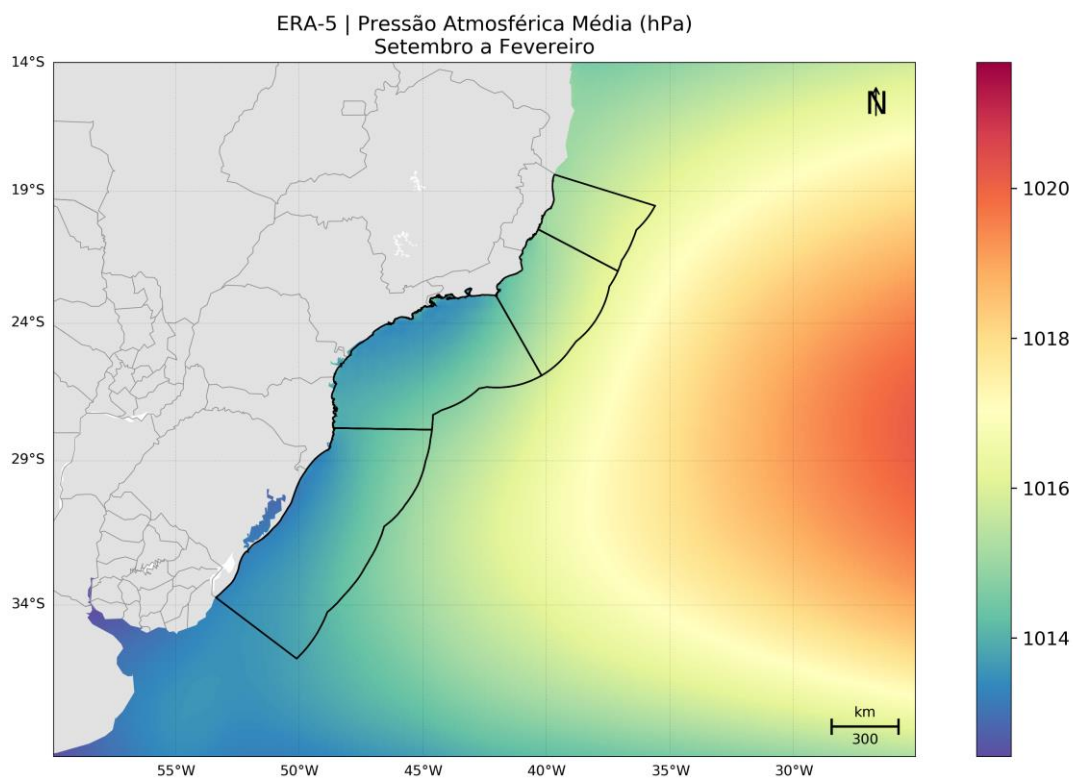 ERA-5 | Pressão Atmosférica Média (hPa)
Setembro a Fevereiro
14°S
19°S
24°S
29°S
34°S
55°W
50°W
45°W
40°W
35°W
30°W
N
km
300
1020
1018
1016
1014